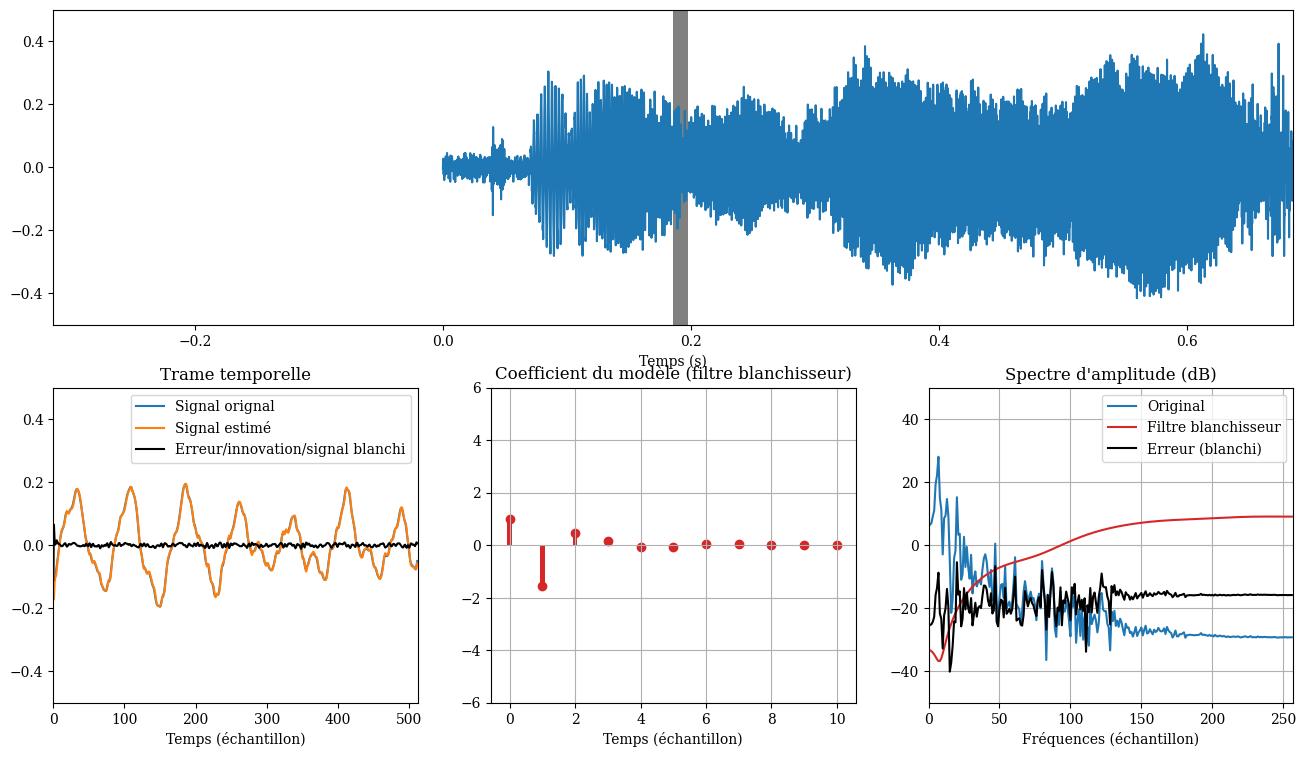 0.4
0.2
0.0
−0.2
−0.4
−0.2 0.0 0.2 0.4 0.6
Temps (s)
Trame temporelle
0.4
0.2
0.0
−0.2
−0.4
Signal orignal
Signal estimé
Erreur/innovation/signal blanchi
0 100 200 300 400 500
Temps (échantillon)
Coefficient du modèle (filtre blanchisseur)
6
4
2
0
−2
−4
−6
0 2 4 6 8 10
Temps (échantillon)
Spectre d'amplitude (dB)
40
20
0
−20
−40
Original
Filtre blanchisseur
Erreur (blanchi)
0 50 100 150 200 250
Fréquences (échantillon)